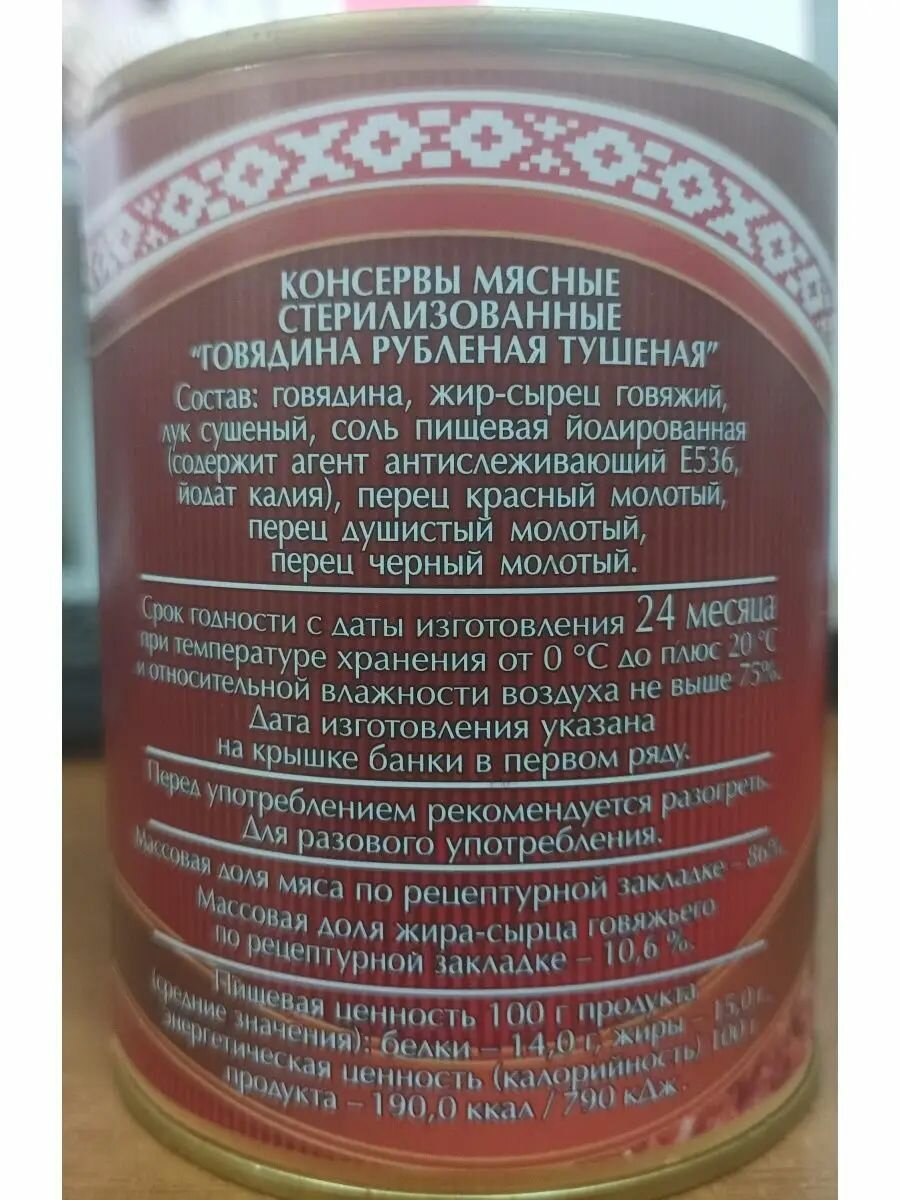 КОНСЕРВЫ МЯСНЫЕ
СТЕРИЛИЗОВАННЫЕ
"ГОВЯДИНА РУБЛЕНАЯ ТУШЕНАЯ"
Состав: говядина, жир-сырец говяжий,
лук сушеный, соль пищевая йодированная
(содержит агент антислеживающий Е536,
йодат калия), перец красный молотый,
перец душистый молотый,
перец черный молотый.
Срок годности с даты изготовления 24 месяца
при температуре хранения от 0 °С до плюс 20 °С
и относительной влажности воздуха не выше 75%.
Дата изготовления указана
на крышке банки в первом ряду.
Перед употреблением рекомендуется разогреть.
Для разового употребления.
Массовая доля мяса по рецептурной закладке – 86%.
Массовая доля жира-сырца говяжьего
по рецептурной закладке – 10,6 %.
Пищевая ценность 100 г продукта
(средние значения): белки – 14,0 г, жиры – 15,0 г,
энергетическая ценность (калорийность) 100 г
продукта – 190,0 ккал / 790 кДж.